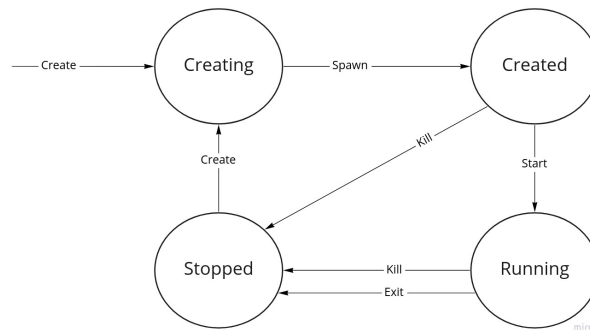 Create
Creating
Spawn
Created
Kill
Create
Start
Stopped
Kill
Running
Exit